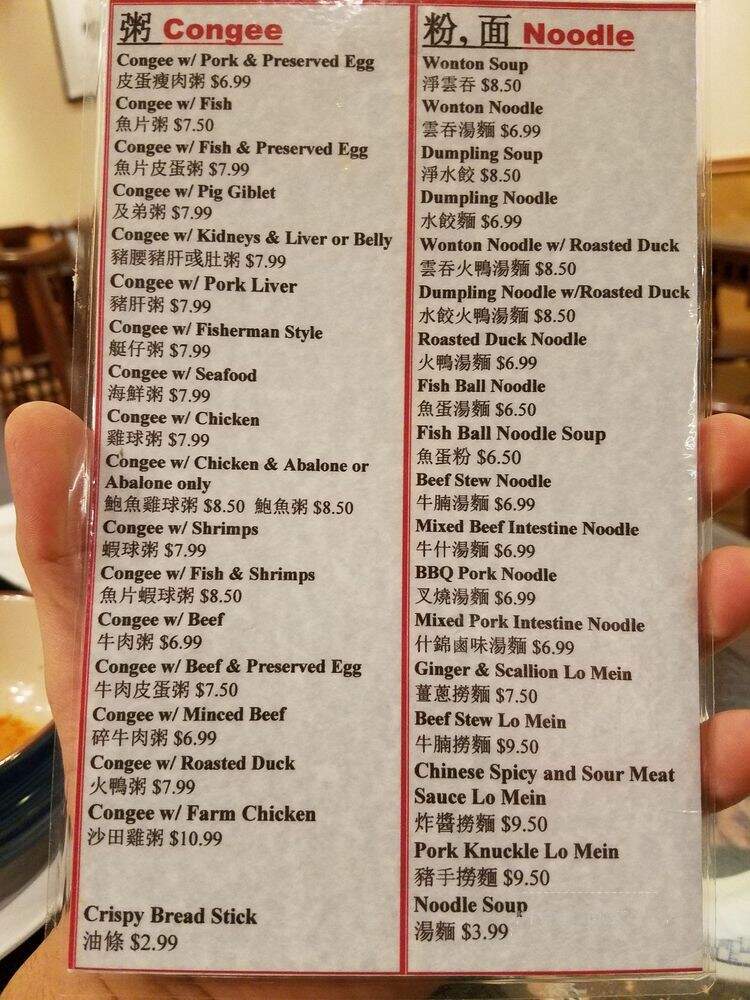 粥 Congee
Congee w/ Pork & Preserved Egg
皮蛋瘦肉粥 $6.99
Congee w/ Fish
魚片粥 $7.50
Congee w/ Fish & Preserved Egg
魚片皮蛋粥 $7.99
Congee w/ Pig Giblet
及弟粥 $7.99
Congee w/ Kidneys & Liver or Belly
豬腰豬肝或肚粥 $7.99
Congee w/ Pork Liver
豬肝粥 $7.99
Congee w/ Fisherman Style
艇仔粥 $7.99
Congee w/ Seafood
海鮮粥 $7.99
Congee w/ Chicken
雞球粥 $7.99
Congee w/ Chicken & Abalone or
Abalone only
鮑魚雞球粥 $8.50 鮑魚粥 $8.50
Congee w/ Shrimps
蝦球粥 $7.99
Congee w/ Fish & Shrimps
魚片蝦球粥 $8.50
Congee w/ Beef
牛肉粥 $6.99
Congee w/ Beef & Preserved Egg
牛肉皮蛋粥 $7.50
Congee w/ Minced Beef
碎牛肉粥 $6.99
Congee w/ Roasted Duck
火鴨粥 $7.99
Congee w/ Farm Chicken
沙田雞粥 $10.99
Crispy Bread Stick
油條 $2.99
粉, 面 Noodle
Wonton Soup
淨雲吞 $8.50
Wonton Noodle
雲吞湯麵 $6.99
Dumpling Soup
淨水餃 $8.50
Dumpling Noodle
水餃麵 $6.99
Wonton Noodle w/ Roasted Duck
雲吞火鴨湯麵 $8.50
Dumpling Noodle w/Roasted Duck
水餃火鴨湯麵 $8.50
Roasted Duck Noodle
火鴨湯麵 $6.99
Fish Ball Noodle
魚蛋湯麵 $6.50
Fish Ball Noodle Soup
魚蛋粉 $6.50
Beef Stew Noodle
牛腩湯麵 $6.99
Mixed Beef Intestine Noodle
牛什湯麵 $6.99
BBQ Pork Noodle
叉燒湯麵 $6.99
Mixed Pork Intestine Noodle
什錦鹵味湯麵 $6.99
Ginger & Scallion Lo Mein
薑蔥撈麵 $7.50
Beef Stew Lo Mein
牛腩撈麵 $9.50
Chinese Spicy and Sour Meat
Sauce Lo Mein
炸醬撈麵 $9.50
Pork Knuckle Lo Mein
豬手撈麵 $9.50
Noodle Soup
湯麵 $3.99